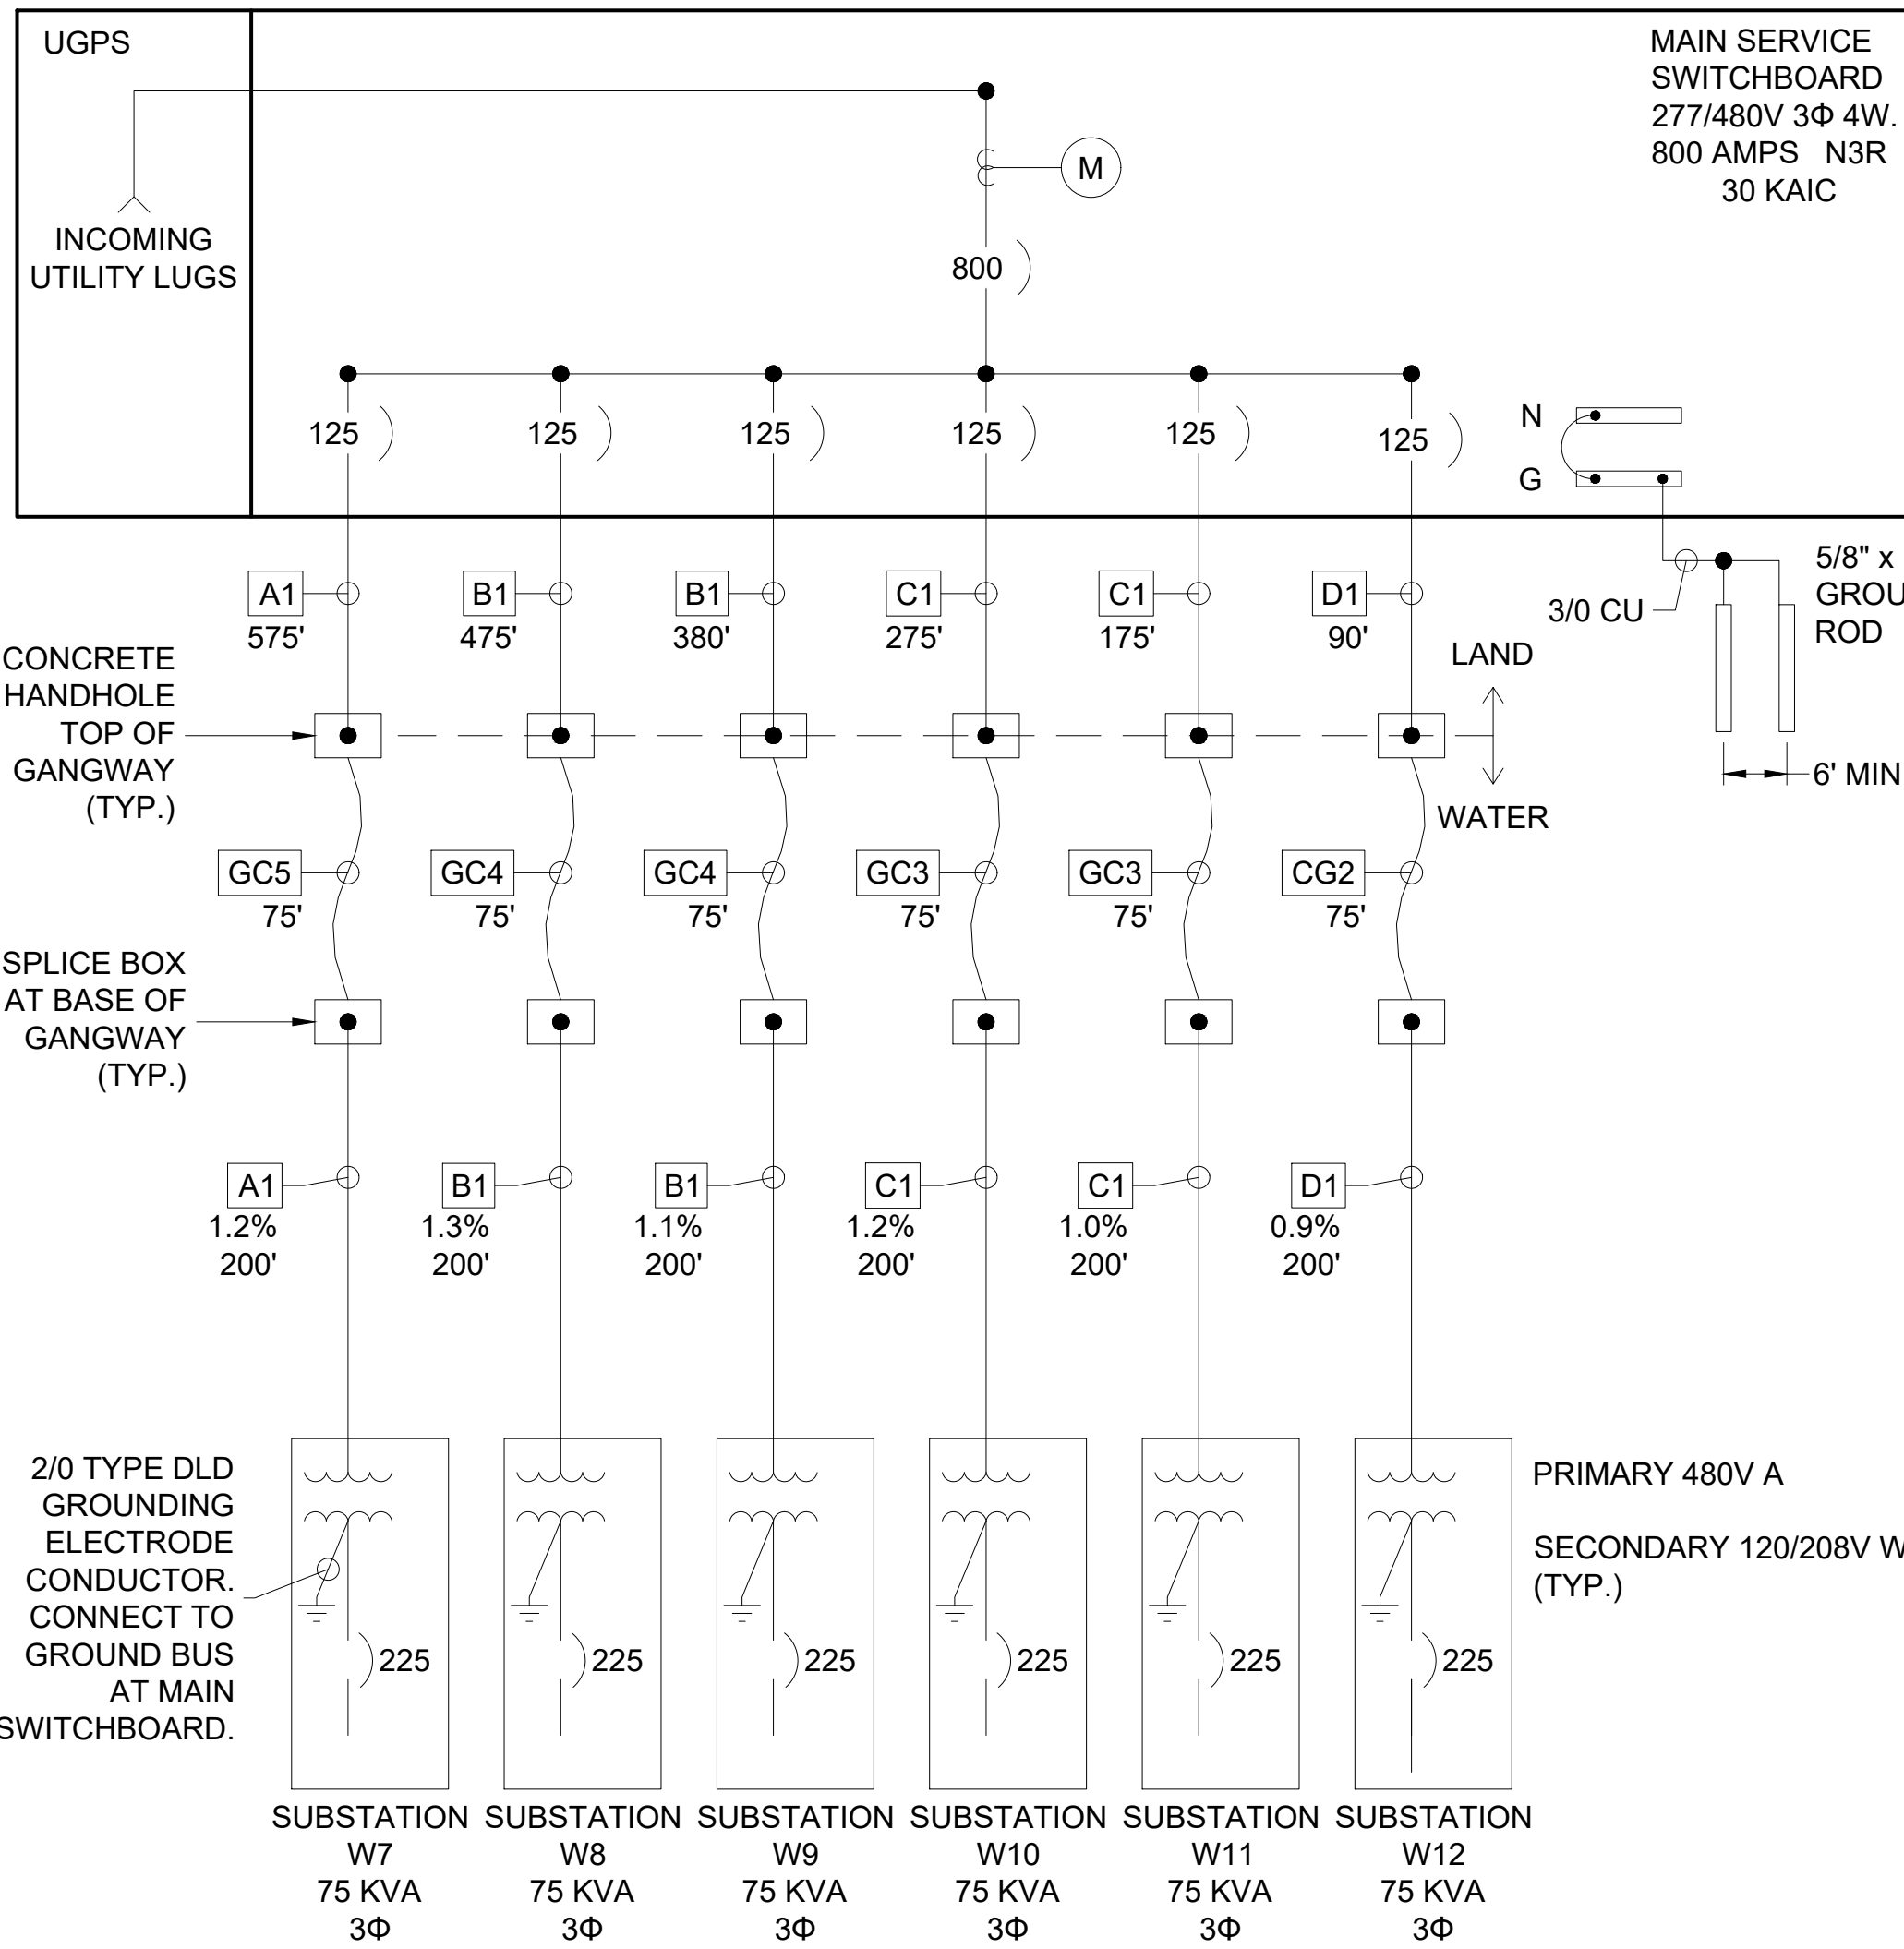 UGPS
INCOMING
UTILITY LUGS
M
800
MAIN SERVICE
SWITCHBOARD
277/480V 3Φ 4W.
800 AMPS N3R
30 KAIC
125
125
125
125
125
125
N
G
A1
575'
B1
475'
B1
380'
C1
275'
C1
175'
D1
90'
3/0 CU
5/8" x
ROD
6' MIN
LAND
WATER
CONCRETE
HANDHOLE
TOP OF
GANGWAY
(TYP.)
GC5
75'
GC4
75'
GC4
75'
GC3
75'
GC3
75'
CG2
75'
SPLICE BOX
AT BASE OF
GANGWAY
(TYP.)
A1
1.2%
200'
B1
1.3%
200'
B1
1.1%
200'
C1
1.2%
200'
C1
1.0%
200'
D1
0.9%
200'
2/0 TYPE DLD
GROUNDING
ELECTRODE
CONDUCTOR.
CONNECT TO
GROUND BUS
AT MAIN
SWITCHBOARD.
225
225
225
225
225
225
PRIMARY 480V A
SECONDARY 120/208V W
(TYP.)
SUBSTATION
W7
75 KVA
3Φ
SUBSTATION
W8
75 KVA
3Φ
SUBSTATION
W9
75 KVA
3Φ
SUBSTATION
W10
75 KVA
3Φ
SUBSTATION
W11
75 KVA
3Φ
SUBSTATION
W12
75 KVA
3Φ